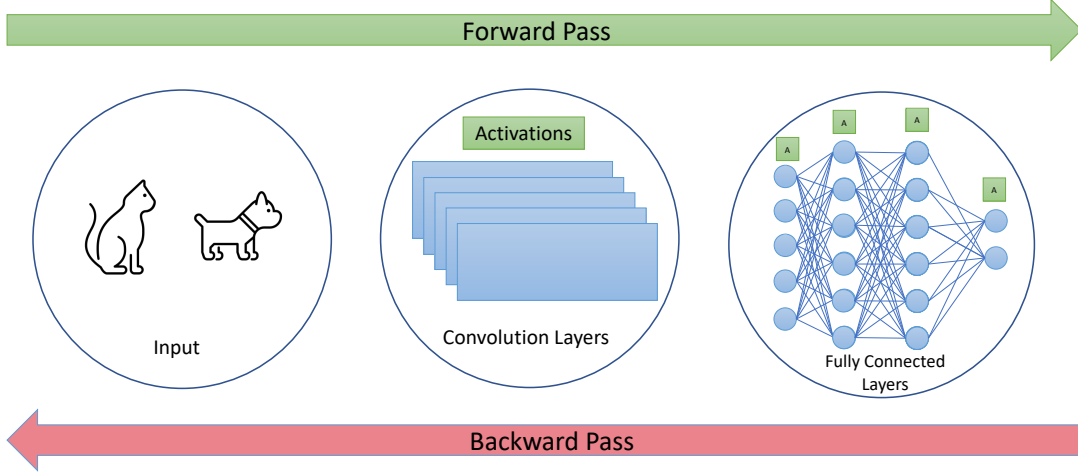 Forward Pass
Input
Activations
Convolution Layers
A
A
A
A
Fully Connected
Layers
Backward Pass